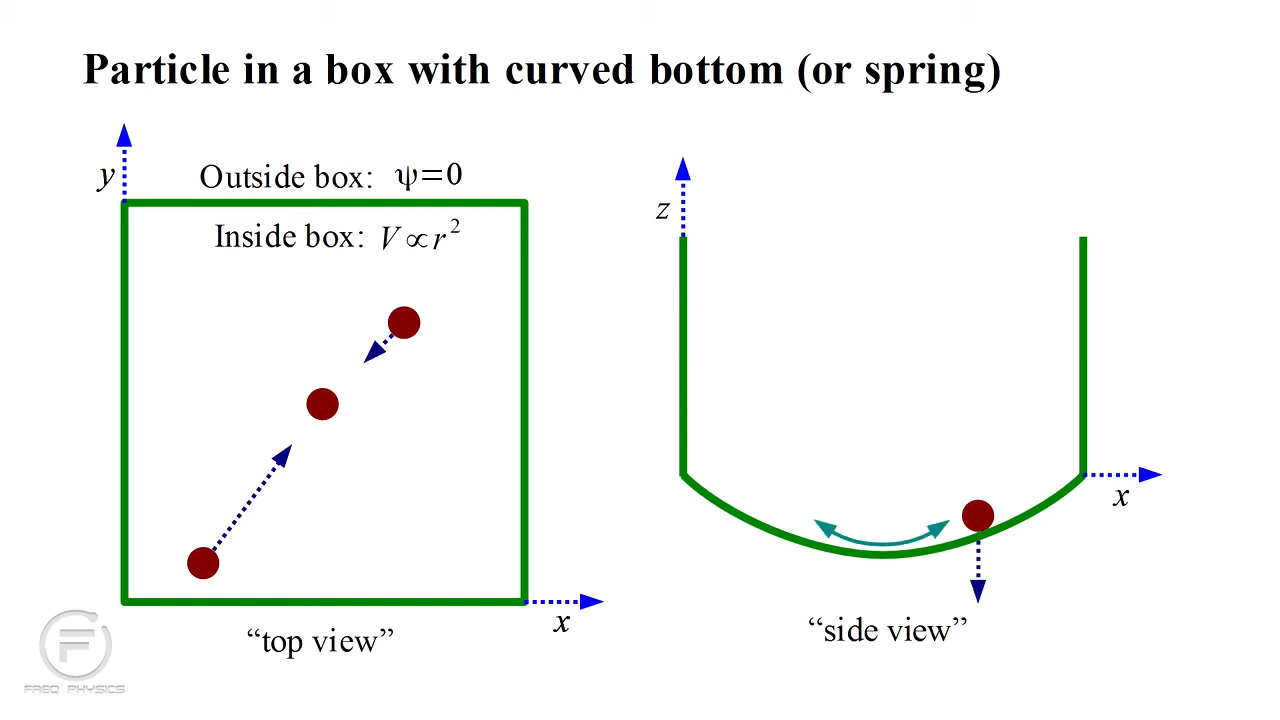 Particle in a box with curved bottom (or spring)
y
Outside box: ψ=0
Inside box: V∝r²
x
“top view”
z
x
“side view”
F
FREQ PHYSICS